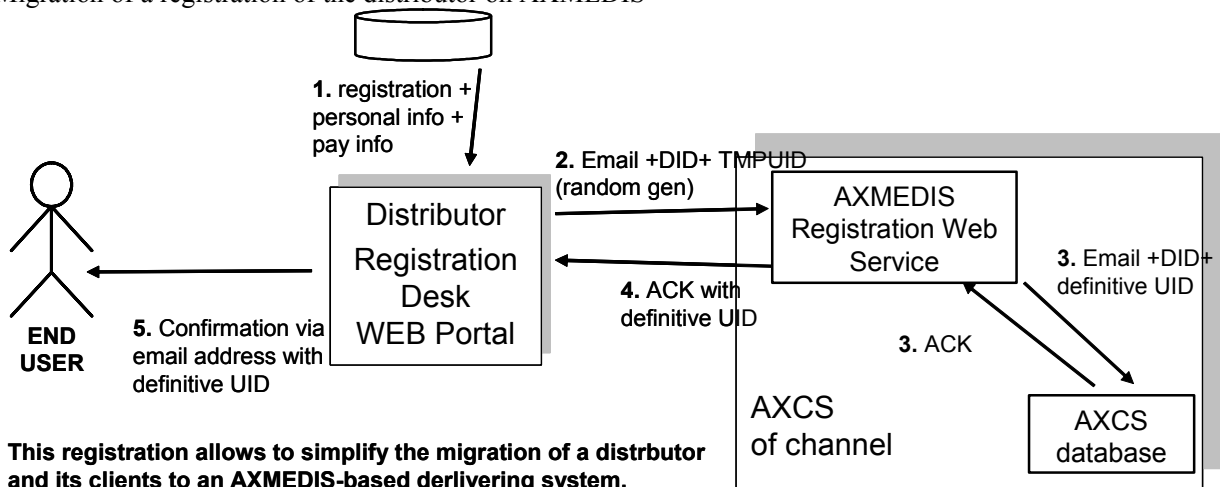 Migration of a registration of the distributor on AXMEDIS
1. registration +
personal info +
pay info
2. Email +DID+ TMPUID
(random gen)
Distributor
Registration
Desk
WEB Portal
AXMEDIS
Registration Web
Service
3. Email +DID+
definitive UID
4. ACK with
definitive UID
3. ACK
END
USER
5. Confirmation via
email address with
definitive UID
AXCS
of channel
AXCS
database
This registration allows to simplify the migration of a distrbutor
and its clients to an AXMEDIS-based derlivering system.